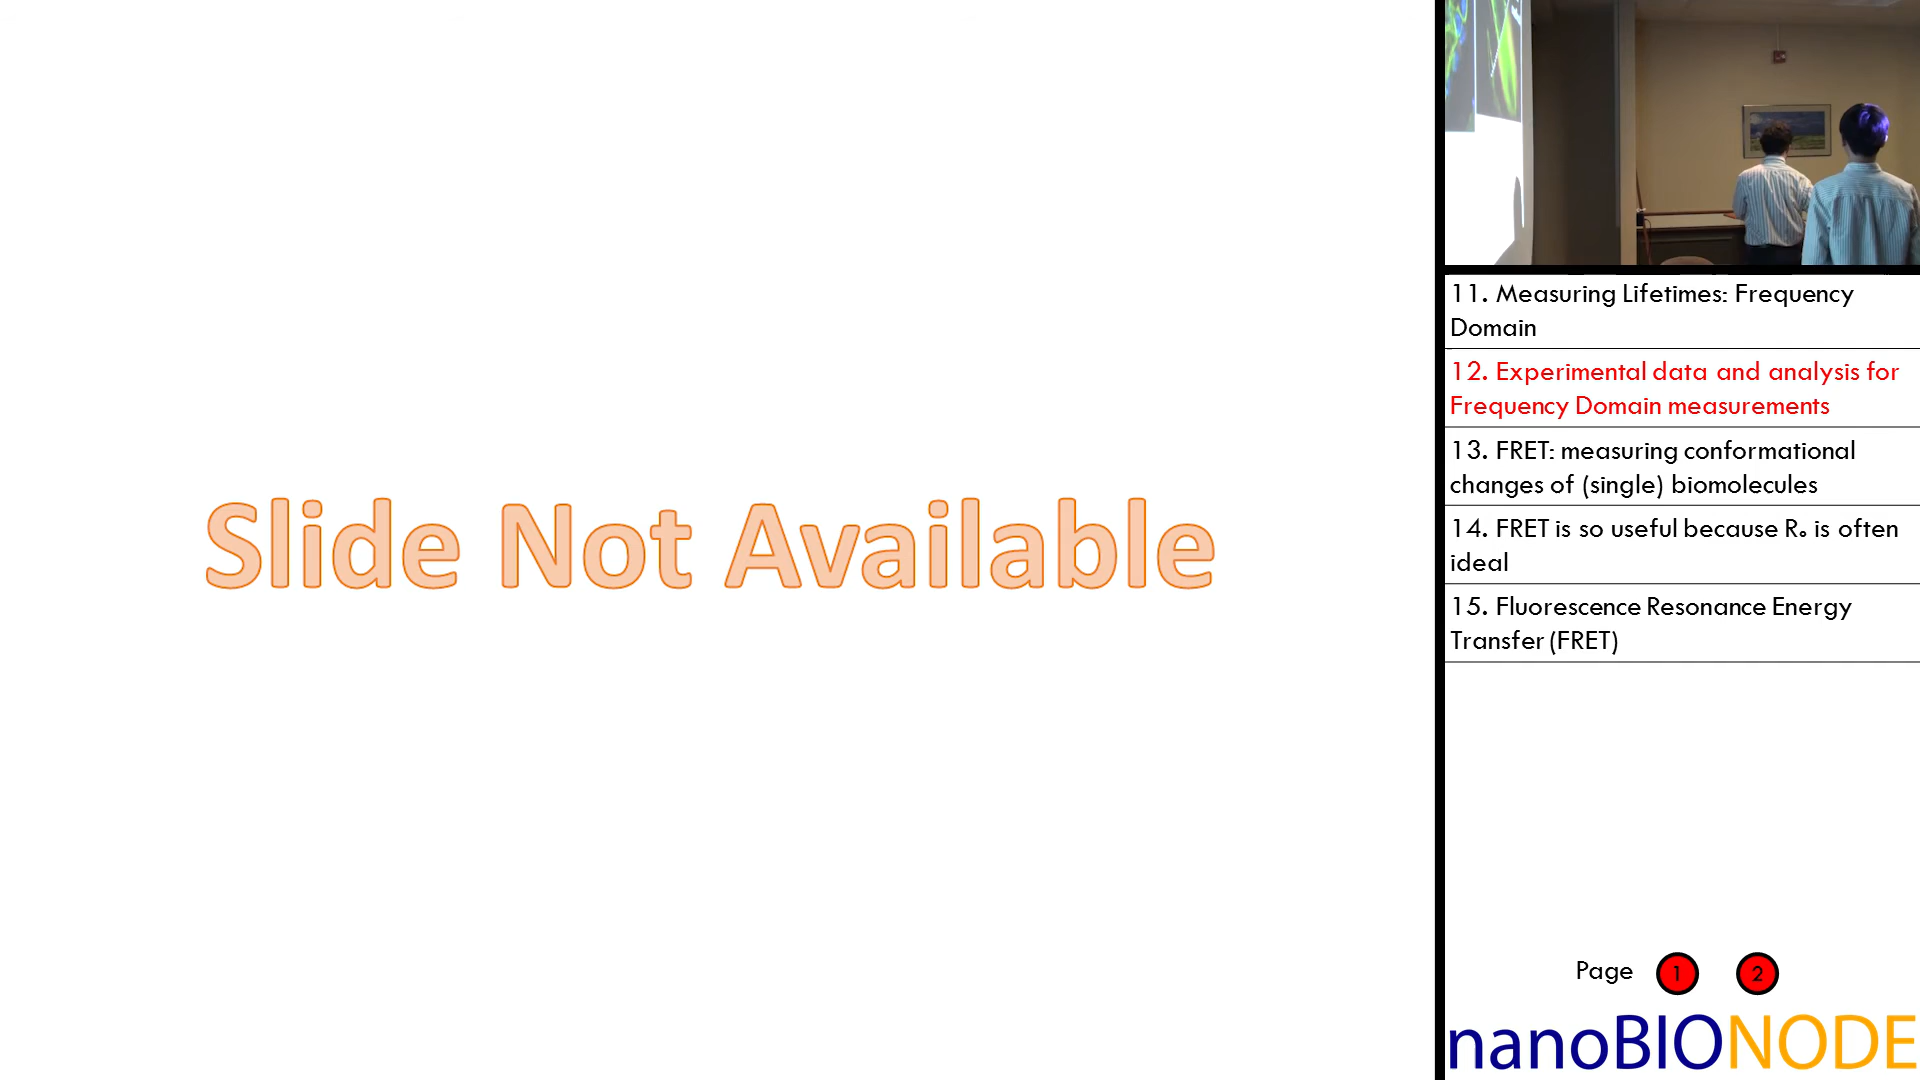 Slide Not Available
11. Measuring Lifetimes: Frequency
Domain
12. Experimental data and analysis for
Frequency Domain measurements
13. FRET: measuring conformational
changes of (single) biomolecules
14. FRET is so useful because Rₒ is often
ideal
15. Fluorescence Resonance Energy
Transfer (FRET)
Page 1 2
nanoBIONODE